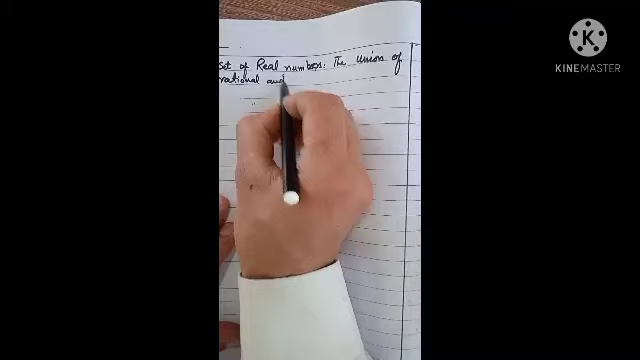 Set of Real numbers: The union of
rational and
KINEMASTER